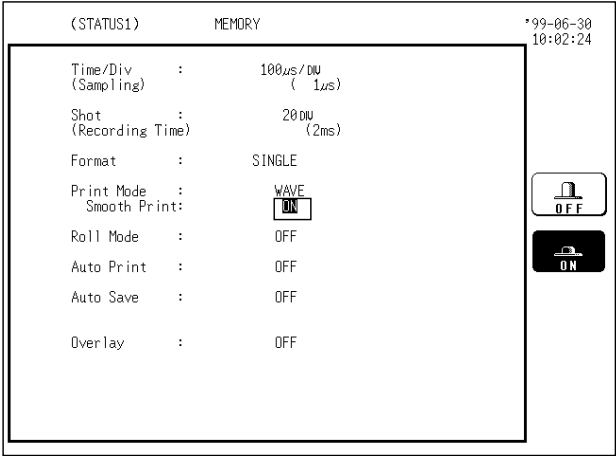 (STATUS1) MEMORY '99-06-30
10:02:24
Time/Div : 100μs/DIV
(Sampling) ( 1μs)
Shot : 20DIV
(Recording Time) (2ms)
Format : SINGLE
Print Mode : WAVE
Smooth Print: ON
Roll Mode : OFF
Auto Print : OFF
Auto Save : OFF
Overlay : OFF
OFF
ON